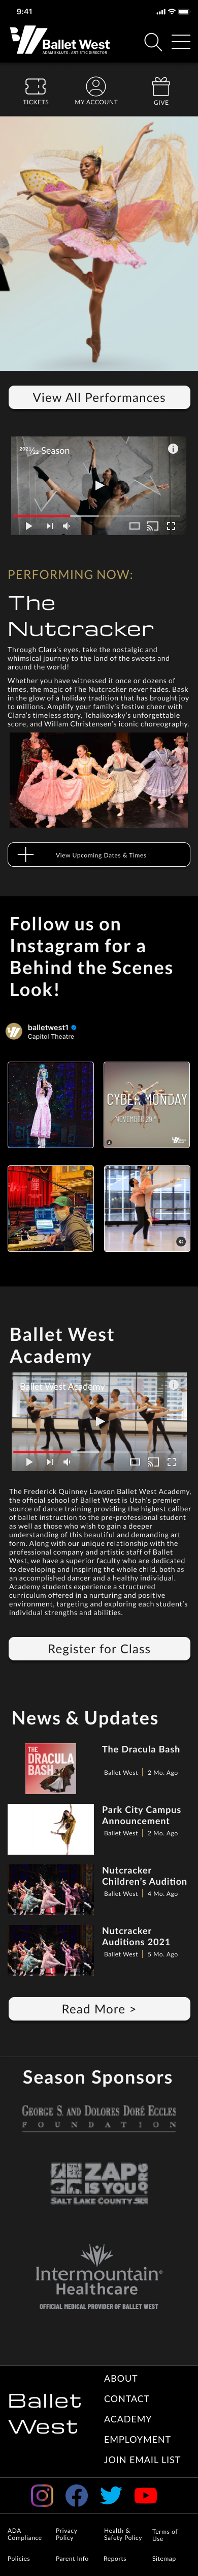 9:41
Ballet West
ADAM SKLUTE, ARTISTIC DIRECTOR
TICKETS
MY ACCOUNT
GIVE
View All Performances
2021/22 Season
PERFORMING NOW:
The
Nutcracker
Through Clara's eyes, take the nostalgic and
whimsical journey to the land of the sweets and
around the world!
Whether you have witnessed it once or dozens of
times, the magic of The Nutcracker never fades. Bask
in the glow of a holiday tradition that has brought joy
to millions. Amplify your family's festive cheer with
Clara's timeless story, Tchaikovsky's unforgettable
score, and Willam Christensen's iconic choreography.
View Upcoming Dates & Times
Follow us on
Instagram for a
Behind the Scenes
Look!
balletwest1
Capitol Theatre
CYBER MONDAY
NOVEMBER 29
Ballet West
Academy
Ballet West Academy
The Frederick Quinney Lawson Ballet West Academy,
the official school of Ballet West is Utah's premier
source of dance training providing the highest caliber
of ballet instruction to the pre-professional student
as well as those who wish to gain a deeper
understanding of this beautiful and demanding art
form. Along with our unique relationship with the
professional company and artistic staff of Ballet
West, we have a superior faculty who are dedicated
to developing and inspiring the whole child, both as
an accomplished dancer and a healthy individual.
Academy students experience a structured
curriculum offered in a nurturing and positive
environment, targeting and exploring each student's
individual strengths and abilities.
Register for Class
News & Updates
THE
DRACULA
BASH
The Dracula Bash
Ballet West | 2 Mo. Ago
Park City Campus
Announcement
Ballet West | 2 Mo. Ago
Nutcracker
Children's Audition
Ballet West | 4 Mo. Ago
Nutcracker
Auditions 2021
Ballet West | 5 Mo. Ago
Read More >
Season Sponsors
GEORGE S. AND DOLORES DORÉ ECCLES
FOUNDATION
ZAP
IS YOU
.ORG
SALT LAKE COUNTY
Intermountain®
Healthcare
OFFICIAL MEDICAL PROVIDER OF BALLET WEST
Ballet
West
ABOUT
CONTACT
ACADEMY
EMPLOYMENT
JOIN EMAIL LIST
ADA
Compliance
Privacy
Policy
Health &
Safety Policy
Terms of
Use
Policies
Parent Info
Reports
Sitemap